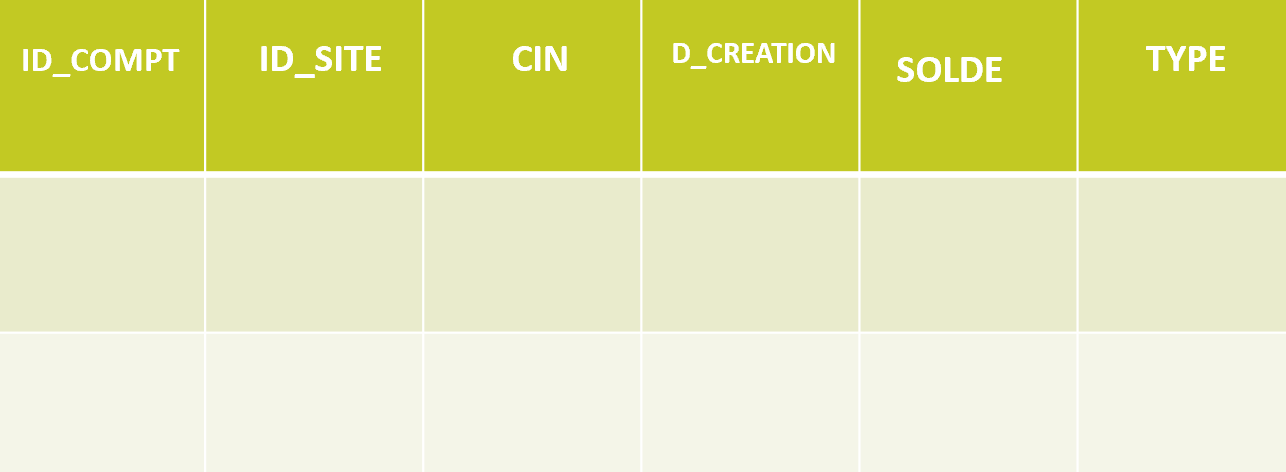 ID_COMPT
ID_SITE
CIN
D_CREATION
SOLDE
TYPE